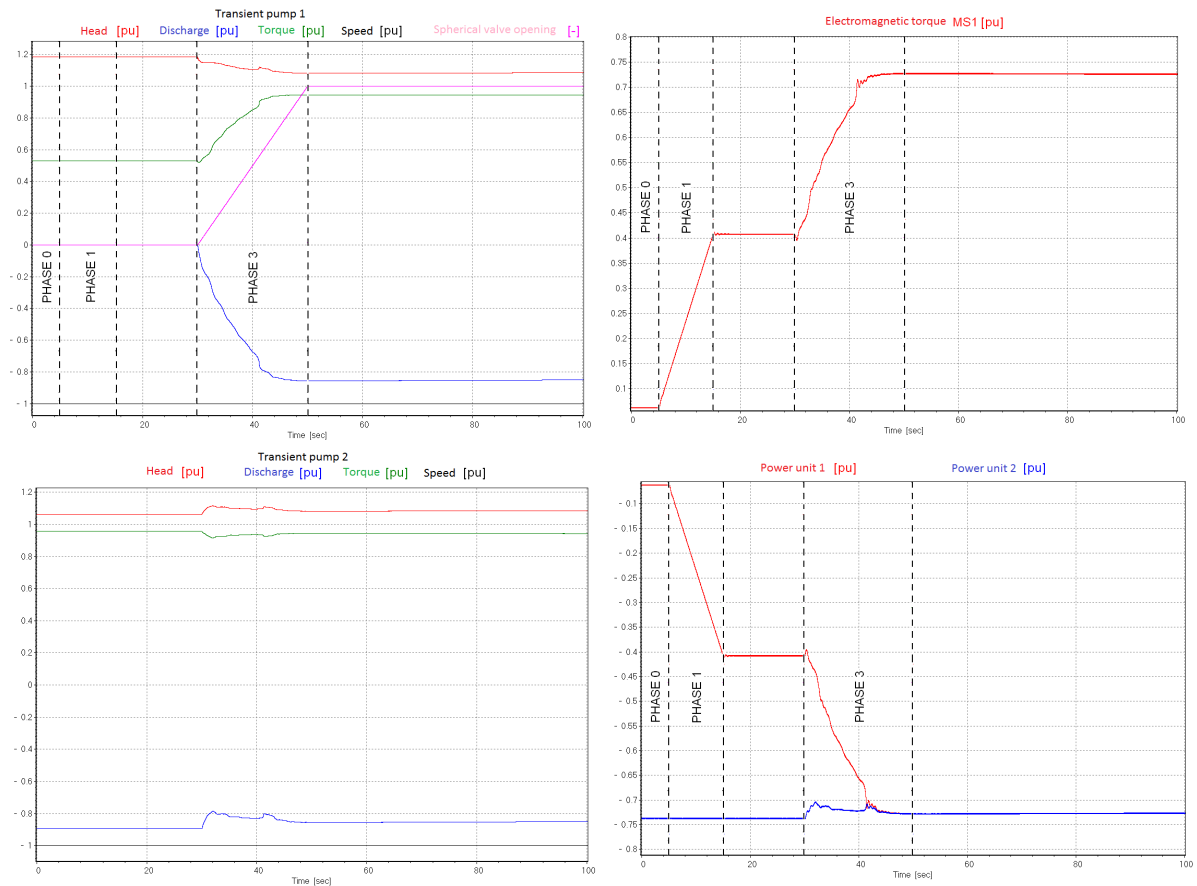 Transient pump 1
Head [pu] Discharge [pu] Torque [pu] Speed [pu] Spherical valve opening [-]
1.2
1
0.8
0.6
0.4
0.2
0
- 0.2
- 0.4
- 0.6
- 0.8
- 1
PHASE 0
PHASE 1
PHASE 3
0 20 40 60 80 100
Time [sec]
Electromagnetic torque MS1 [pu]
0.8
0.75
0.7
0.65
0.6
0.55
0.5
0.45
0.4
0.35
0.3
0.25
0.2
0.15
0.1
PHASE 0
PHASE 1
PHASE 3
0 20 40 60 80 100
Time [sec]
Transient pump 2
Head [pu] Discharge [pu] Torque [pu] Speed [pu]
1.2
1
0.8
0.6
0.4
0.2
0
- 0.2
- 0.4
- 0.6
- 0.8
- 1
0 20 40 60 80 100
Time [sec]
Power unit 1 [pu] Power unit 2 [pu]
- 0.1
- 0.15
- 0.2
- 0.25
- 0.3
- 0.35
- 0.4
- 0.45
- 0.5
- 0.55
- 0.6
- 0.65
- 0.7
- 0.75
- 0.8
PHASE 0
PHASE 1
PHASE 3
0 20 40 60 80 100
Time [sec]